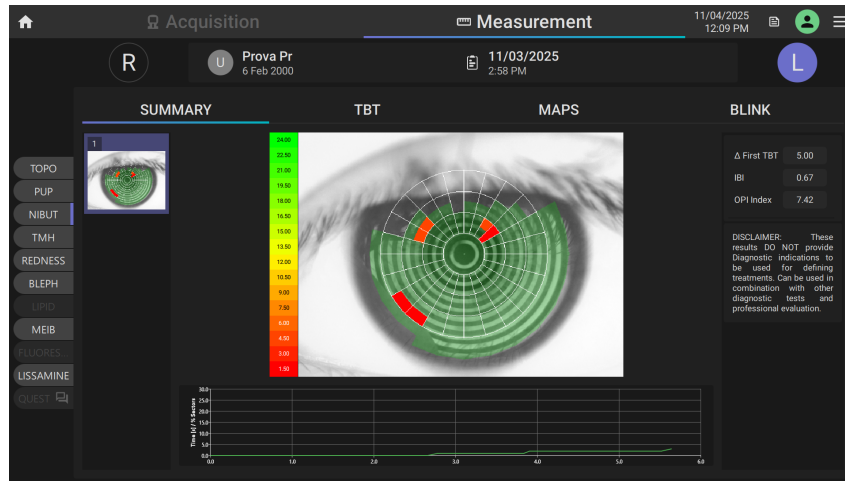 Acquisition
Measurement
11/04/2025
12:09 PM
R
U
Prova Pr
6 Feb 2000
11/03/2025
2:58 PM
L
SUMMARY
TBT
MAPS
BLINK
TOPO
PUP
NIBUT
TMH
REDNESS
BLEPH
LIPID
MEIB
FLUORES...
LISSAMINE
QUEST
1
24.00
22.50
21.00
19.50
18.00
16.50
15.00
13.50
12.00
10.50
9.00
7.50
6.00
4.50
3.00
1.50
Δ First TBT 5.00
IBI 0.67
OPI Index 7.42
DISCLAIMER: These
results DO NOT provide
Diagnostic indications to
be used for defining
treatments. Can be used in
combination with other
diagnostic tests and
professional evaluation.
Time [s] / % Sectors
30.0
25.0
20.0
15.0
10.0
5.0
0.0
0.0 1.0 2.0 3.0 4.0 5.0 6.0